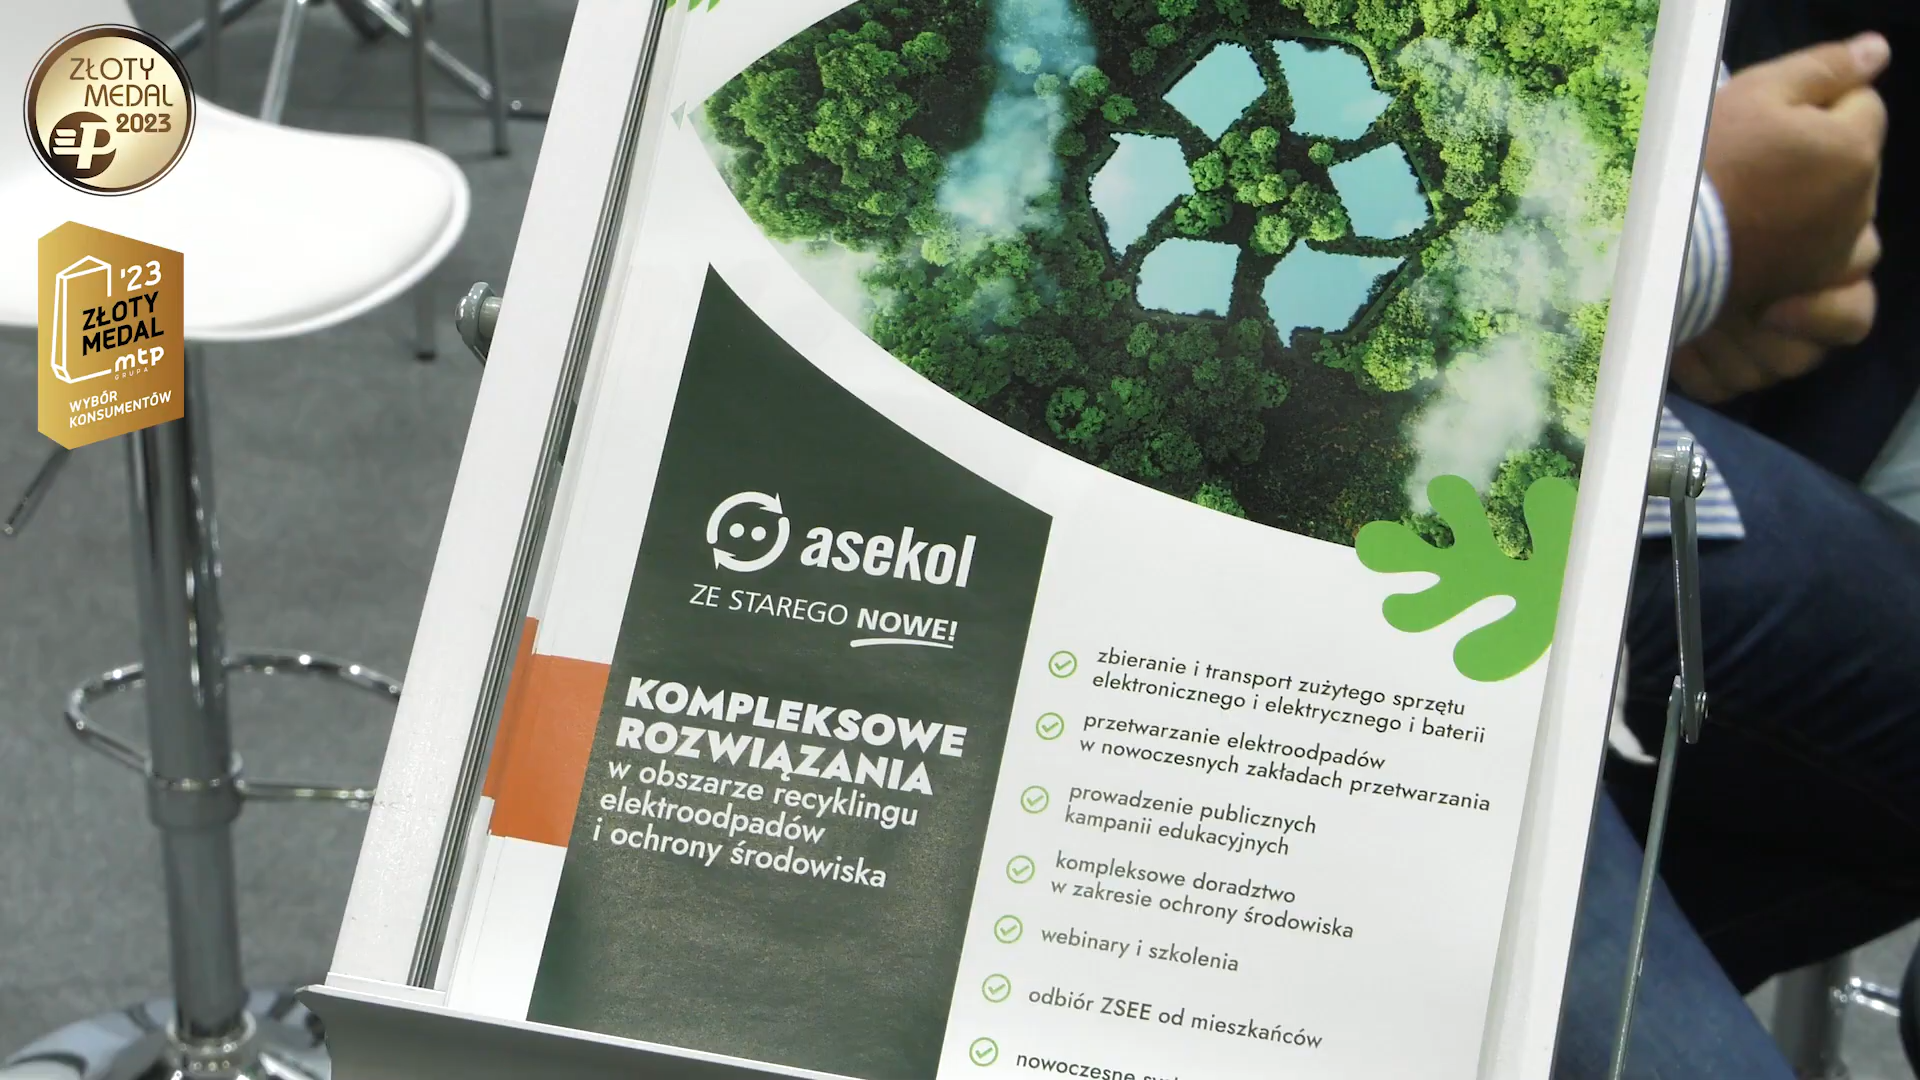 ZŁOTY
MEDAL
2023
'23
ZŁOTY
MEDAL
mtp
GRUPA
WYBÓR
KONSUMENTÓW
asekol
ZE STAREGO NOWE!
KOMPLEKSOWE
ROZWIĄZANIA
w obszarze recyklingu
elektroodpadów
i ochrony środowiska
zbieranie i transport zużytego sprzętu
elektronicznego i elektrycznego i baterii
przetwarzanie elektroodpadów
w nowoczesnych zakładach przetwarzania
prowadzenie publicznych
kampanii edukacyjnych
kompleksowe doradztwo
w zakresie ochrony środowiska
webinary i szkolenia
odbiór ZSEE od mieszkańców
nowoczesne